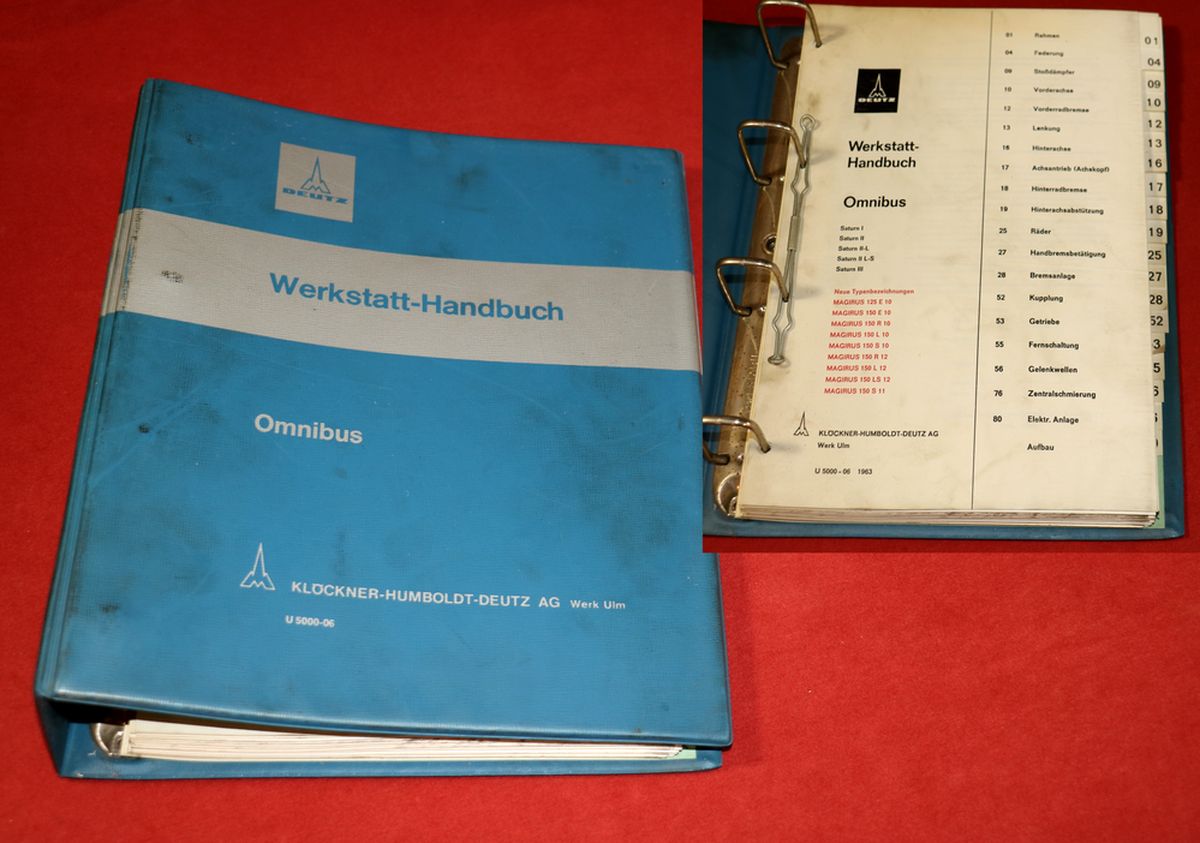 DEUTZ
Werkstatt-Handbuch
Omnibus
KLÖCKNER-HUMBOLDT-DEUTZ AG Werk Ulm
U 5000-06
DEUTZ
Werkstatt-
Handbuch
Omnibus
Saturn I
Saturn II
Saturn II-L
Saturn II L-S
Saturn III
Neue Typenbezeichnungen
MAGIRUS 125 E 10
MAGIRUS 150 E 10
MAGIRUS 150 R 10
MAGIRUS 150 L 10
MAGIRUS 150 S 10
MAGIRUS 150 R 12
MAGIRUS 150 L 12
MAGIRUS 150 LS 12
MAGIRUS 150 S 11
KLÖCKNER-HUMBOLDT-DEUTZ AG
Werk Ulm
U 5000-06 1963
01 Rahmen
04 Federung
09 Stoßdämpfer
10 Vorderachse
12 Vorderradbremse
13 Lenkung
16 Hinterachse
17 Achsantrieb (Achskopf)
18 Hinterradbremse
19 Hinterachsabstützung
25 Räder
27 Handbremsbetätigung
28 Bremsanlage
52 Kupplung
53 Getriebe
55 Fernschaltung
56 Gelenkwellen
76 Zentralschmierung
80 Elektr. Anlage
Aufbau
01
04
09
10
12
13
16
17
18
19
25
27
28
52
3
5
6